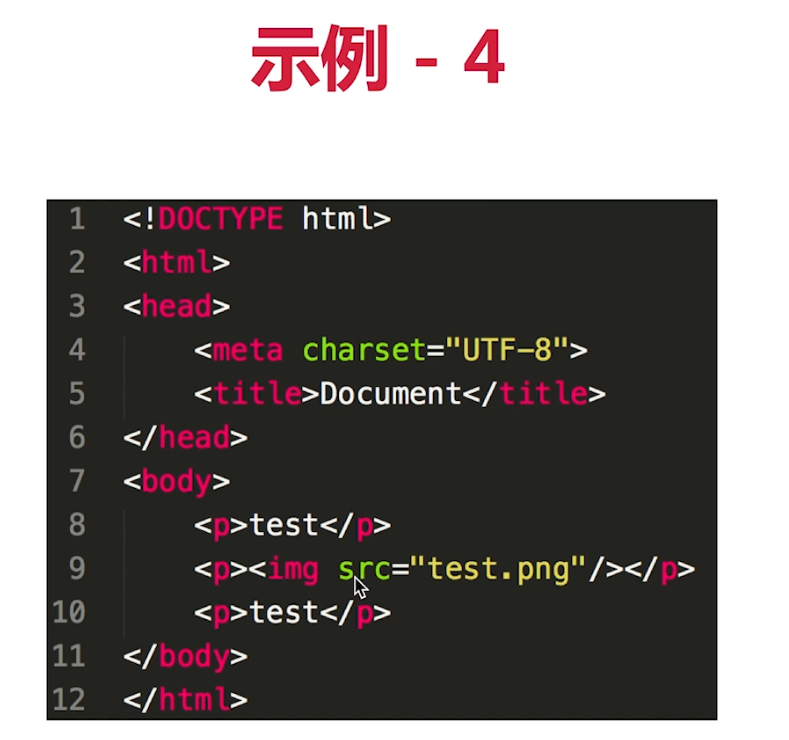 示例 - 4
1 <!DOCTYPE html>
2 <html>
3 <head>
4     <meta charset="UTF-8">
5     <title>Document</title>
6 </head>
7 <body>
8     <p>test</p>
9     <p><img src="test.png"/></p>
10     <p>test</p>
11 </body>
12 </html>